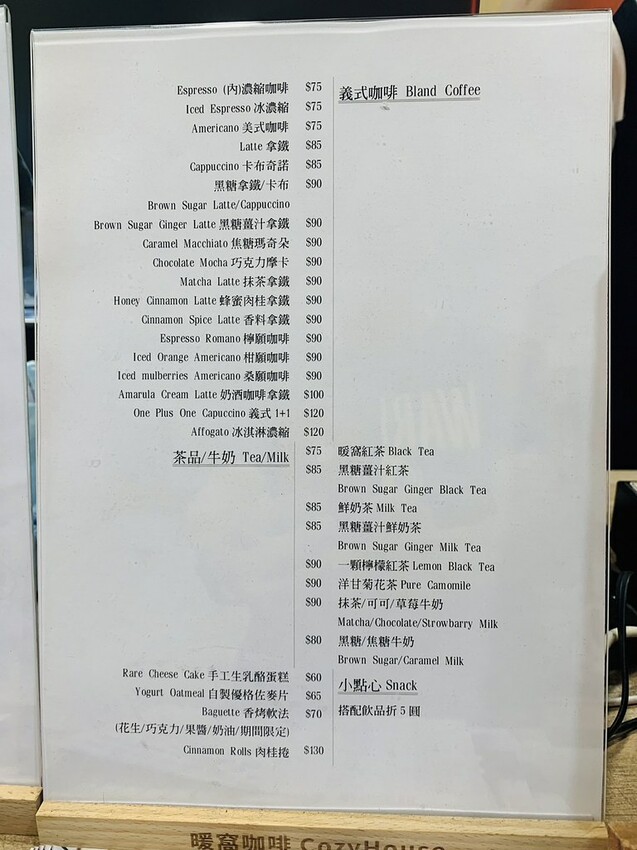 義式咖啡 Bland Coffee
Espresso (內)濃縮咖啡 $75
Iced Espresso 冰濃縮 $75
Americano 美式咖啡 $75
Latte 拿鐵 $85
Cappuccino 卡布奇諾 $85
黑糖拿鐵/卡布 $90
Brown Sugar Latte/Cappuccino
Brown Sugar Ginger Latte 黑糖薑汁拿鐵 $90
Caramel Macchiato 焦糖瑪奇朵 $90
Chocolate Mocha 巧克力摩卡 $90
Matcha Latte 抹茶拿鐵 $90
Honey Cinnamon Latte 蜂蜜肉桂拿鐵 $90
Cinnamon Spice Latte 香料拿鐵 $90
Espresso Romano 檸願咖啡 $90
Iced Orange Americano 柑願咖啡 $90
Iced mulberries Americano 桑願咖啡 $90
Amarula Cream Latte 奶酒咖啡拿鐵 $100
One Plus One Capuccino 義式 1+1 $120
Affogato 冰淇淋濃縮 $120
茶品/牛奶 Tea/Milk
$75 暖窩紅茶 Black Tea
$85 黑糖薑汁紅茶
Brown Sugar Ginger Black Tea
$85 鮮奶茶 Milk Tea
$85 黑糖薑汁鮮奶茶
Brown Sugar Ginger Milk Tea
$90 一顆檸檬紅茶 Lemon Black Tea
$90 洋甘菊花茶 Pure Camomile
$90 抹茶/可可/草莓牛奶
Matcha/Chocolate/Strowbarry Milk
$80 黑糖/焦糖牛奶
Brown Sugar/Caramel Milk
小點心 Snack
搭配飲品折 5 圓
Rare Cheese Cake 手工生乳酪蛋糕 $60
Yogurt Oatmeal 自製優格佐麥片 $65
Baguette 香烤軟法 $70
(花生/巧克力/果醬/奶油/期間限定)
Cinnamon Rolls 肉桂捲 $130
暖窩咖啡 CozyHouse